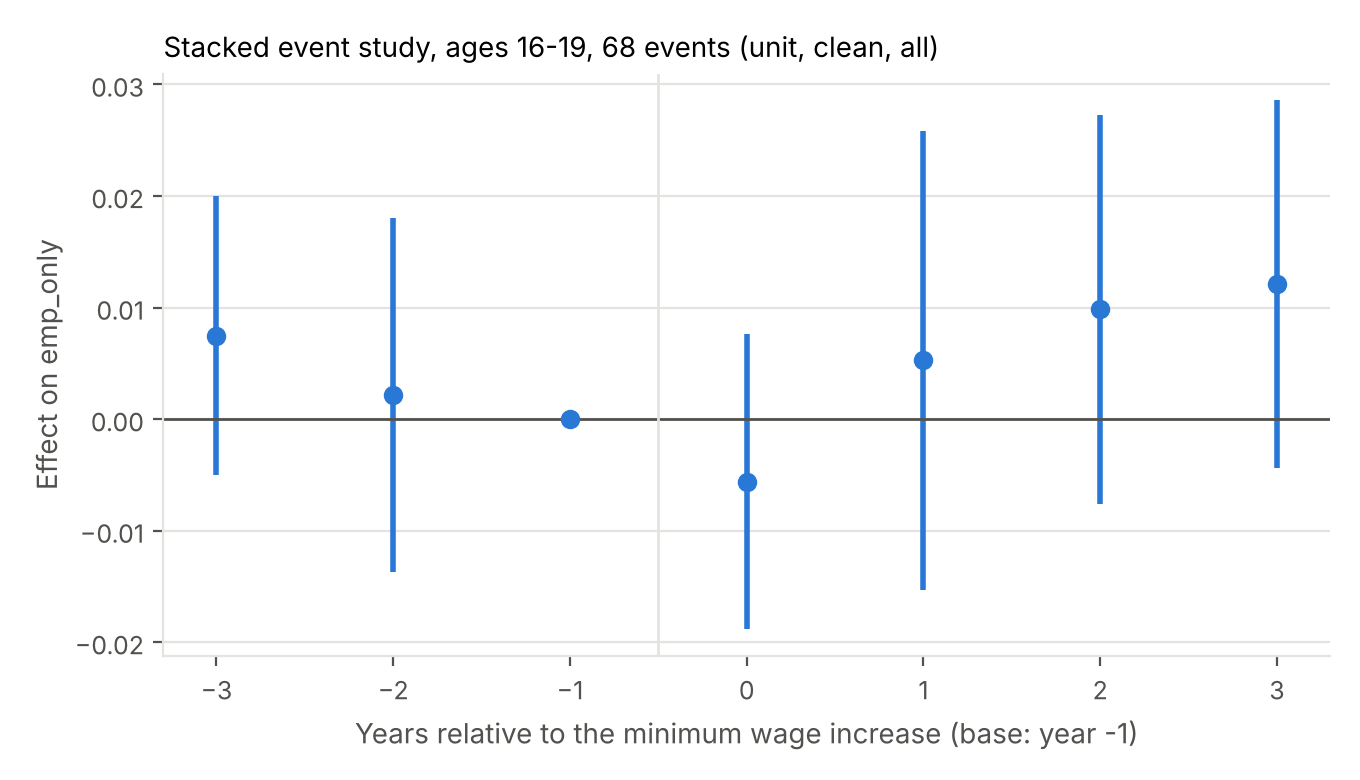 Stacked event study, ages 16-19, 68 events (unit, clean, all)
0.03
0.02
0.01
0.00
−0.01
−0.02
Effect on emp_only
−3 −2 −1 0 1 2 3
Years relative to the minimum wage increase (base: year -1)